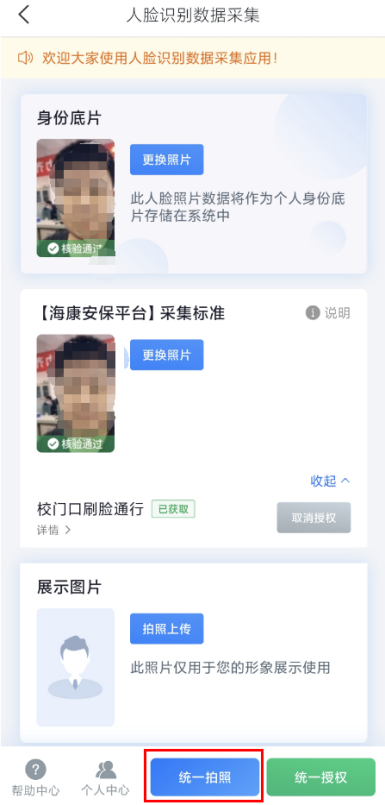 人脸识别数据采集
欢迎大家使用人脸识别数据采集应用!
身份底片
更换照片
此人脸照片数据将作为个人身份底
片存储在系统中
核验通过
【海康安保平台】采集标准
说明
更换照片
核验通过
收起
校门口刷脸通行 已获取
取消授权
详情 >
展示图片
拍照上传
此照片仅用于您的形象展示使用
帮助中心 个人中心 统一拍照 统一授权